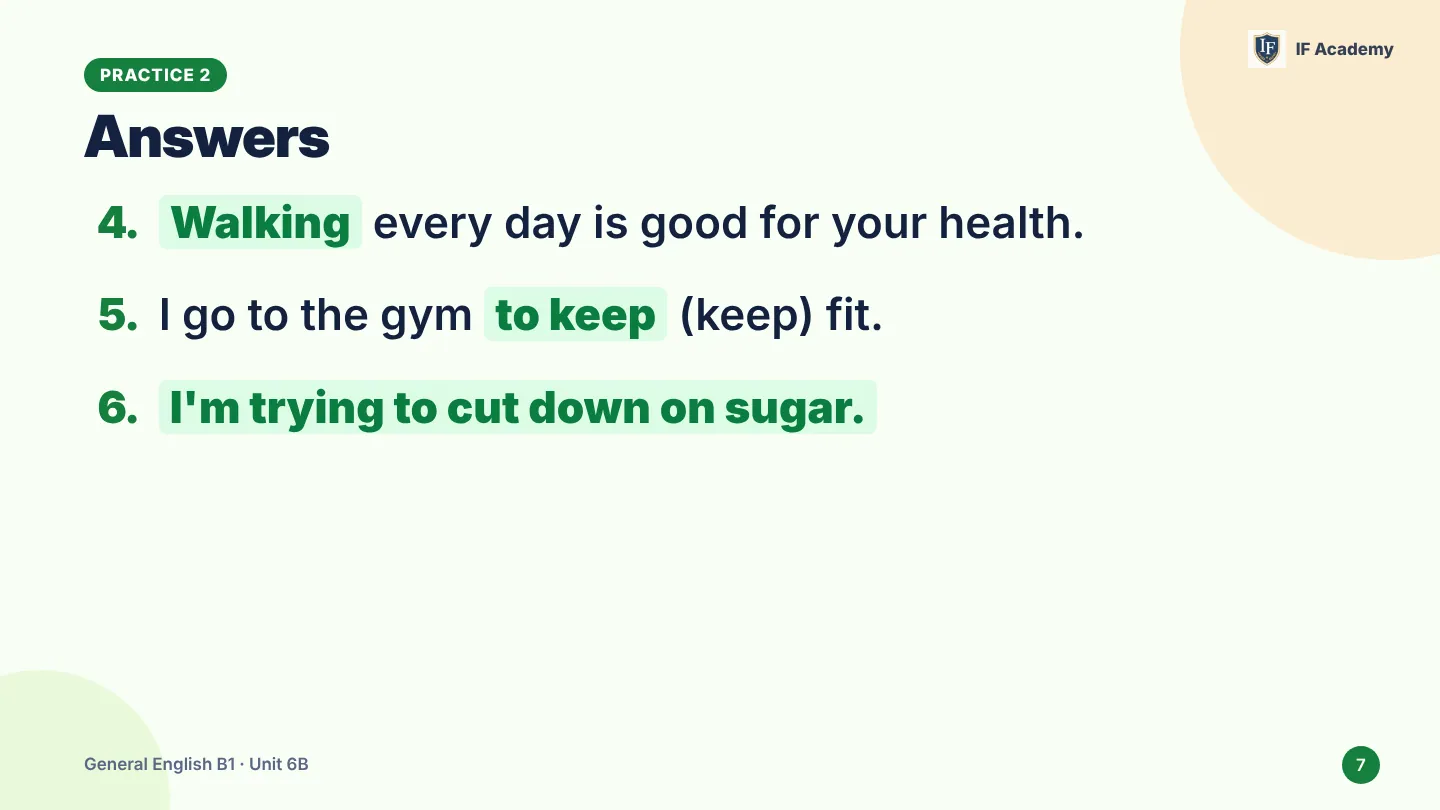 IF
IF Academy
PRACTICE 2
Answers
4. Walking every day is good for your health.
5. I go to the gym to keep (keep) fit.
6. I'm trying to cut down on sugar.
General English B1 · Unit 6B
7